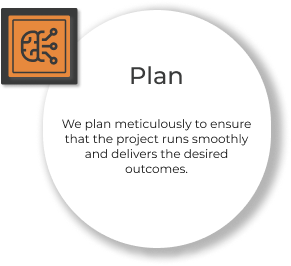 Plan
We plan meticulously to ensure
that the project runs smoothly
and delivers the desired
outcomes.